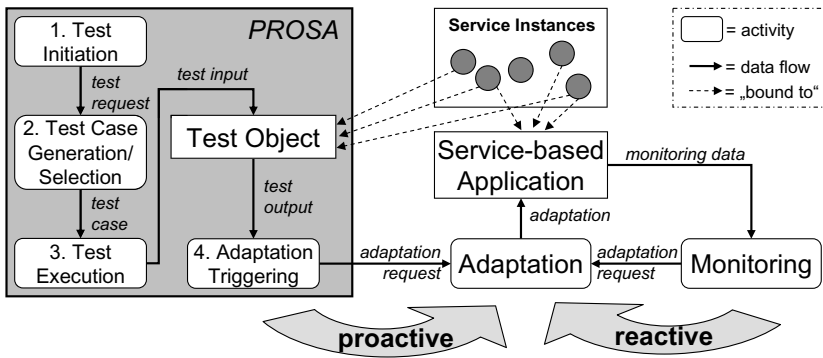 PROSA
1. Test
Initiation
test
request
2. Test Case
Generation/
Selection
test
case
3. Test
Execution
test input
Test Object
test
output
4. Adaptation
Triggering
adaptation
request
Service Instances
Service-based
Application
adaptation
Adaptation
monitoring data
adaptation
request
Monitoring
= activity
= data flow
= „bound to“
proactive
reactive